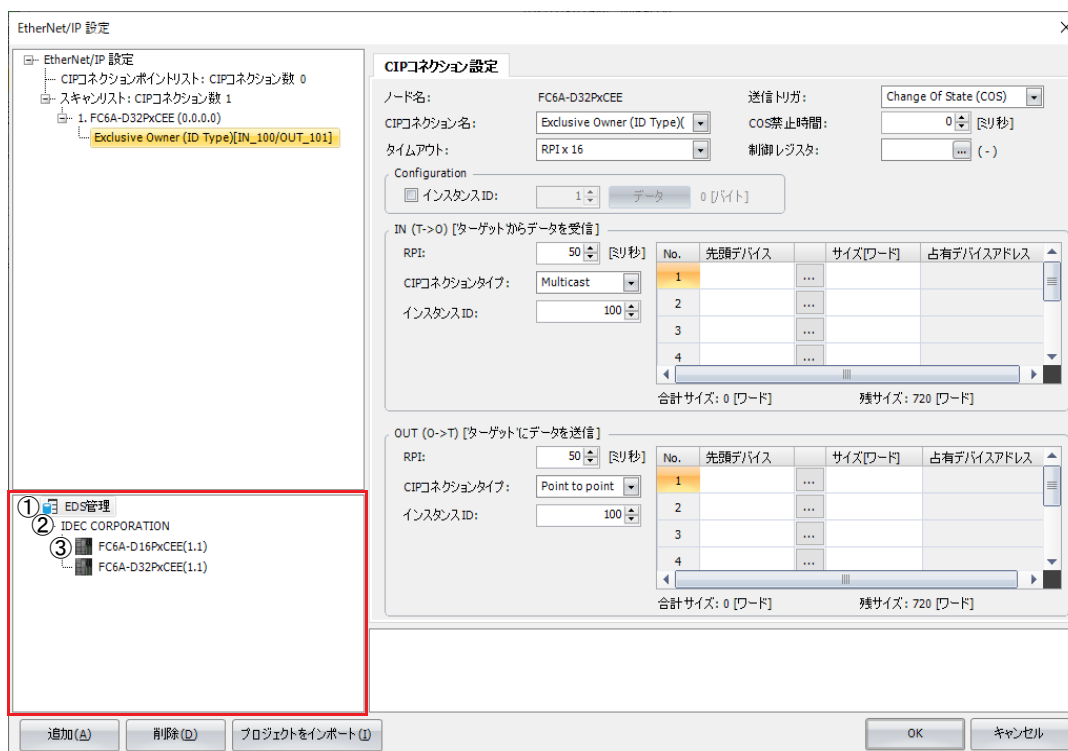 EtherNet/IP 設定
EtherNet/IP 設定
CIPコネクションポイントリスト: CIPコネクション数 0
スキャンリスト: CIPコネクション数 1
1. FC6A-D32PxCEE (0.0.0.0)
Exclusive Owner (ID Type)[IN_100/OUT_101]
① EDS管理
② IDEC CORPORATION
③ FC6A-D16PxCEE(1.1)
FC6A-D32PxCEE(1.1)
CIPコネクション設定
ノード名: FC6A-D32PxCEE 送信トリガ: Change Of State (COS)
CIPコネクション名: Exclusive Owner (ID Type)( COS禁止時間: 0 [ミリ秒]
タイムアウト: RPI x 16 制御レジスタ: ... (-)
Configuration
インスタンスID: 1 データ 0 [バイト]
IN (T->O) ['ターゲット'からデータを受信]
RPI: 50 [ミリ秒]
CIPコネクションタイプ: Multicast
インスタンスID: 100
No. 先頭デバイス サイズ[ワード] 占有デバイスアドレス
1 ...
2 ...
3 ...
4 ...
合計サイズ: 0 [ワード] 残サイズ: 720 [ワード]
OUT (O->T) ['ターゲット'にデータを送信]
RPI: 50 [ミリ秒]
CIPコネクションタイプ: Point to point
インスタンスID: 100
No. 先頭デバイス サイズ[ワード] 占有デバイスアドレス
1 ...
2 ...
3 ...
4 ...
合計サイズ: 0 [ワード] 残サイズ: 720 [ワード]
追加(A) 削除(D) プロジェクトをインポート(I) OK キャンセル